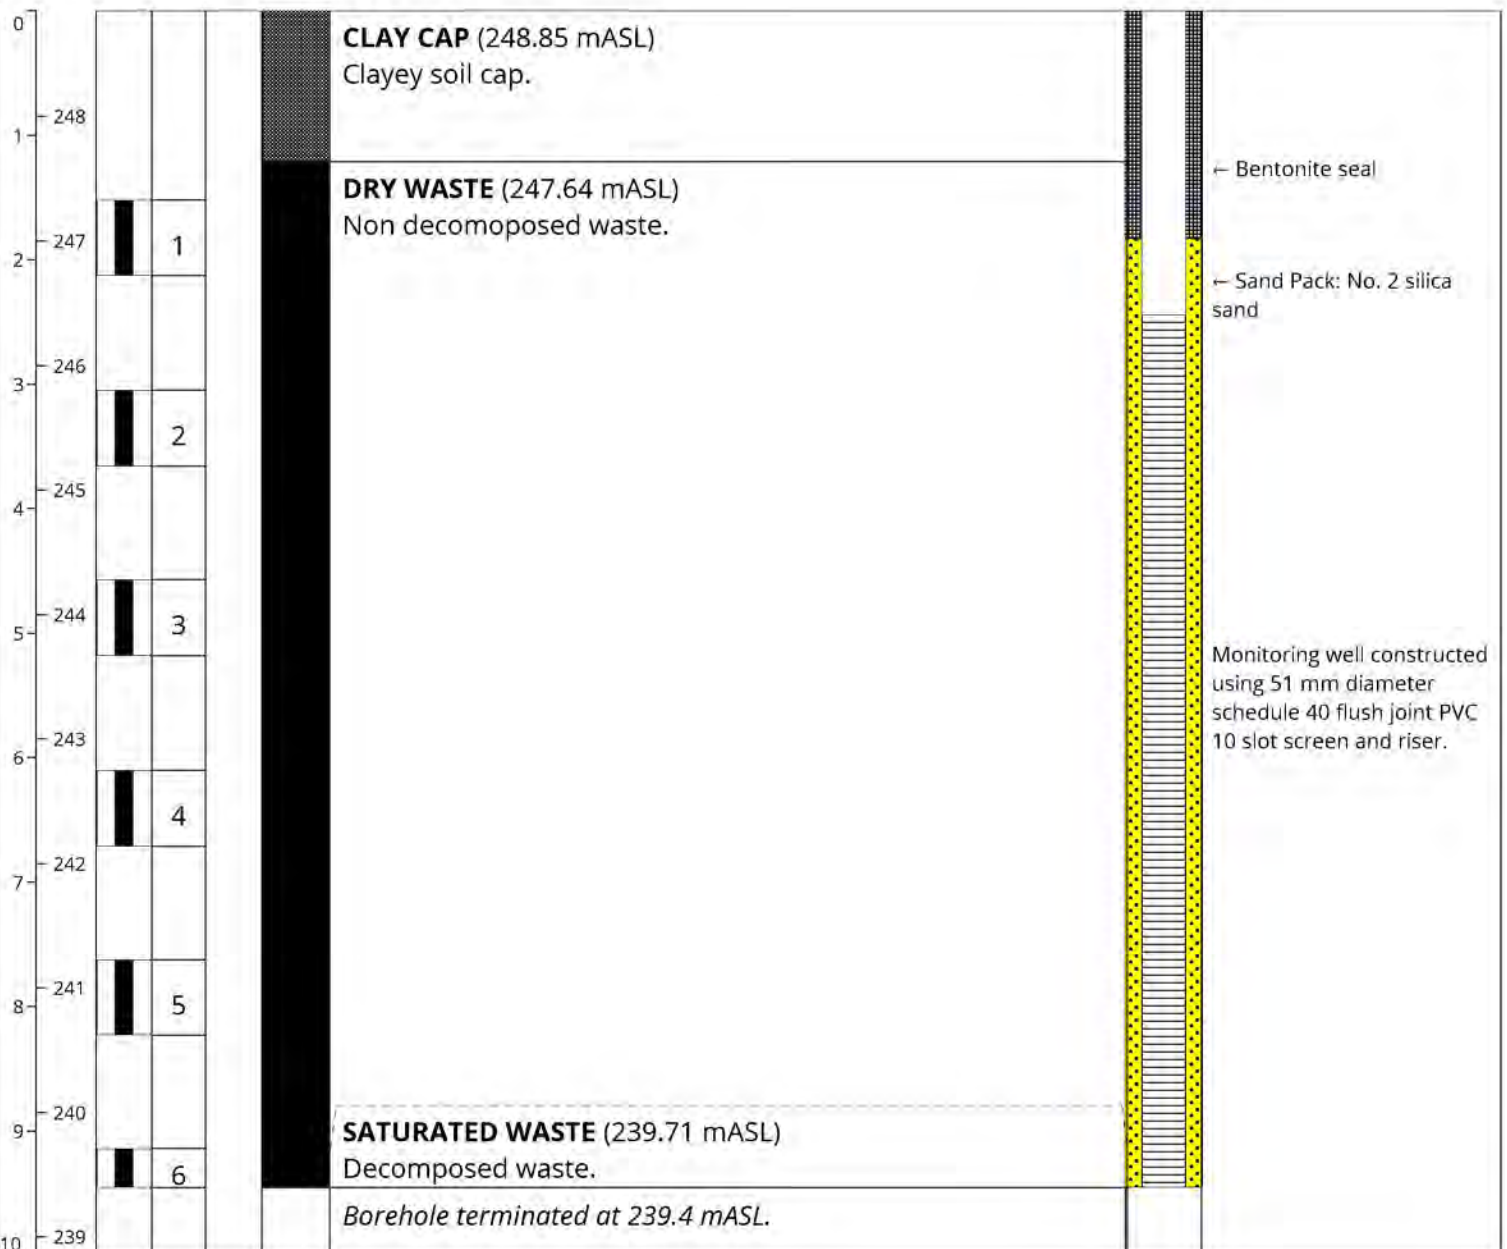 0
CLAY CAP (248.85 mASL)
Clayey soil cap.
248
1
← Bentonite seal
DRY WASTE (247.64 mASL)
Non decomoposed waste.
247
1
2
← Sand Pack: No. 2 silica
sand
246
3
2
245
4
244
3
5
Monitoring well constructed
using 51 mm diameter
schedule 40 flush joint PVC
10 slot screen and riser.
243
6
4
242
7
241
5
8
240
9
SATURATED WASTE (239.71 mASL)
Decomposed waste.
6
Borehole terminated at 239.4 mASL.
239
10